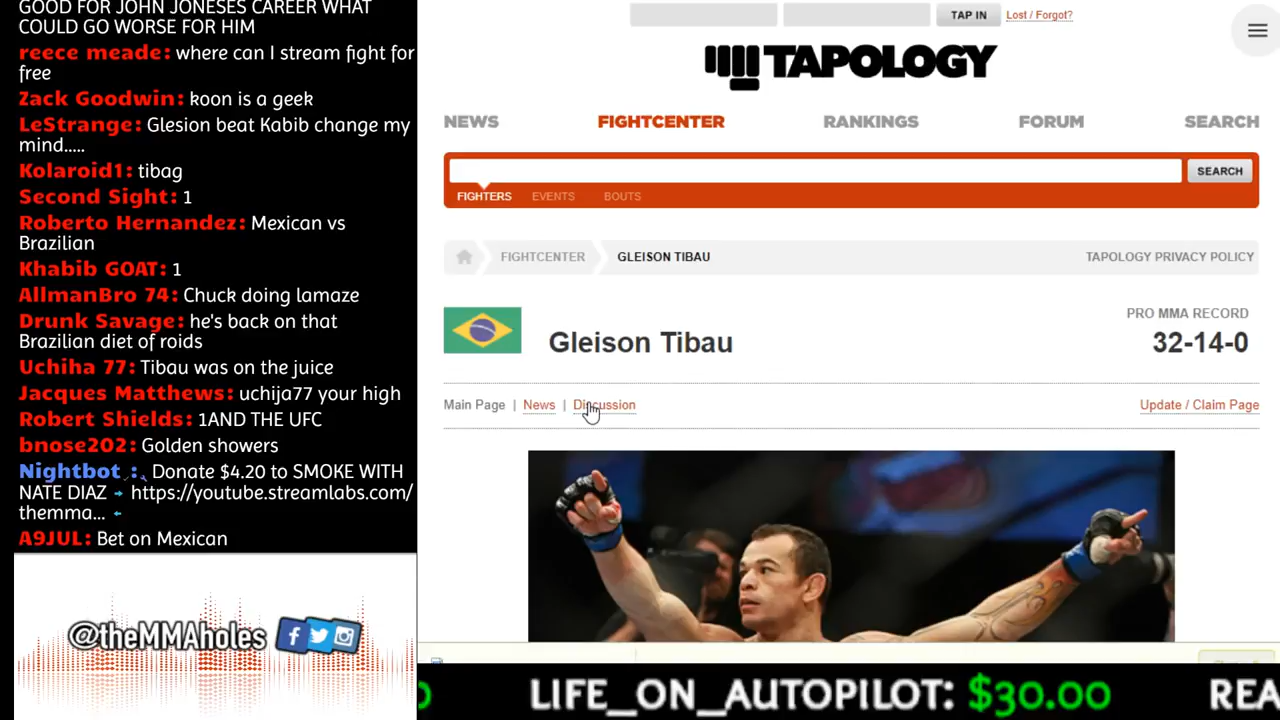 GOOD FOR JOHN JONESES CAREER WHAT
COULD GO WORSE FOR HIM
reece meade: where can I stream fight for
free
Zack Goodwin: koon is a geek
LeStrange: Glesion beat Kabib change my
mind.....
Kolaroid1: tibag
Second Sight: 1
Roberto Hernandez: Mexican vs
Brazilian
Khabib GOAT: 1
AllmanBro 74: Chuck doing lamaze
Drunk Savage: he's back on that
Brazilian diet of roids
Uchiha 77: Tibau was on the juice
Jacques Matthews: uchija77 your high
Robert Shields: 1AND THE UFC
bnose202: Golden showers
Nightbot : Donate $4.20 to SMOKE WITH
NATE DIAZ → https://youtube.streamlabs.com/
themma... ←
A9JUL: Bet on Mexican
@theMMAholes
TAP IN Lost / Forgot?
TAPOLOGY
NEWS FIGHTCENTER RANKINGS FORUM SEARCH
SEARCH
FIGHTERS EVENTS BOUTS
FIGHTCENTER GLEISON TIBAU TAPOLOGY PRIVACY POLICY
PRO MMA RECORD
Gleison Tibau 32-14-0
Main Page | News | Discussion Update / Claim Page
0 LIFE_ON_AUTOPILOT: $30.00 REA